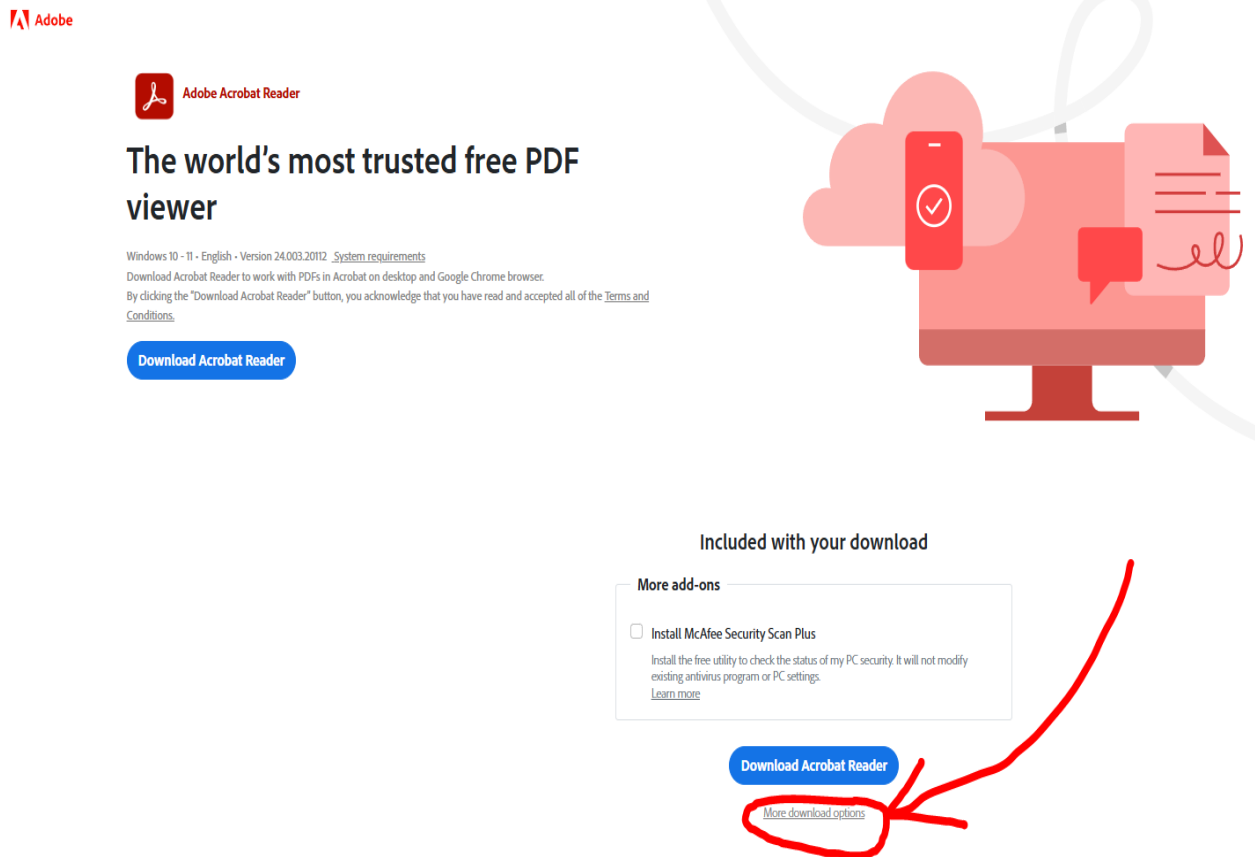 Adobe
Adobe Acrobat Reader
The world's most trusted free PDF
viewer
Windows 10 - 11 • English • Version 24.003.20112 System requirements
Download Acrobat Reader to work with PDFs in Acrobat on desktop and Google Chrome browser.
By clicking the "Download Acrobat Reader" button, you acknowledge that you have read and accepted all of the Terms and
Conditions.
Download Acrobat Reader
Included with your download
More add-ons
Install McAfee Security Scan Plus
Install the free utility to check the status of my PC security. It will not modify
existing antivirus program or PC settings.
Learn more
Download Acrobat Reader
More download options